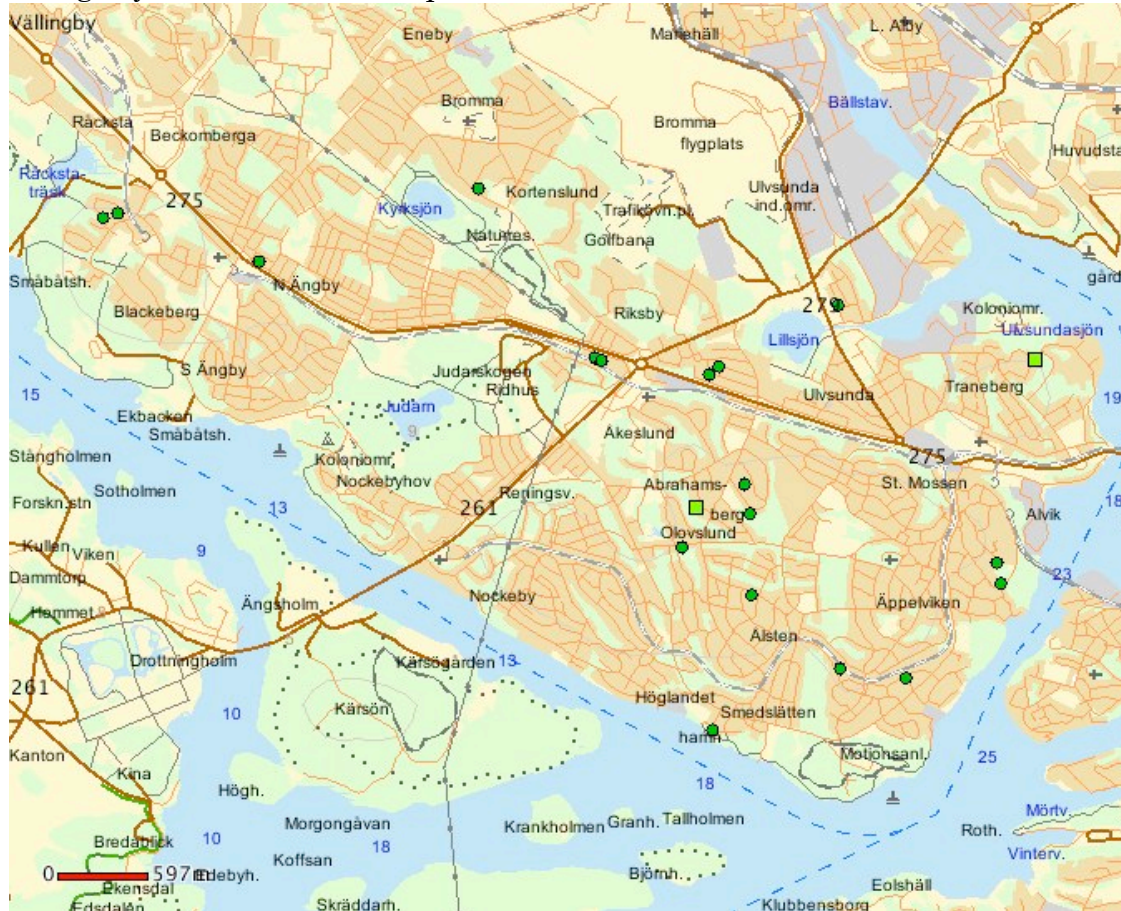 Vällingby
Eneby
Mariehäll
L. Alby
Bromma
Bällstav.
Råcksta
Beckomberga
Bromma
flygplats
Huvudsta
Råcksta-
träsk
275
Kyrksjön
Kortenslund
Ulvsunda
ind.omr.
Trafikövn.pl.
Naturres.
Golfbana
Småbåtsh.
N Ängby
gård
Blackeberg
Riksby
279
Koloniomr.
Ulvsundasjön
Lillsjön
S Ängby
Judarskogen
Ridhus
Traneberg
15
Ulvsunda
19
Ekbacken
Judarn
9
Småbåtsh.
Åkeslund
Stångholmen
Koloniomr.
275
Sotholmen
Nockebyhov
Abrahams-
berg
St. Mossen
Forskn.stn
13
Reningsv.
261
18
Olovslund
Alvik
Kullen
Viken
9
Dammtorp
23
Hemmet
Ängsholm
Nockeby
Äppelviken
Ålsten
Drottningholm
Kärsögården
13
261
Höglandet
10
Kärsön
Smedslätten
hamn
Kanton
Motionsanl.
25
Kina
18
Högh.
Mörtv.
Morgongåvan
Krankholmen
Granh.
Tallholmen
Roth.
Bredablick
10
18
Vinterv.
Koffsan
Björnh.
0
597 m
Edebyh.
Ekensdal
Eolshäll
Edsdalen
Skräddarh.
Klubbensborg